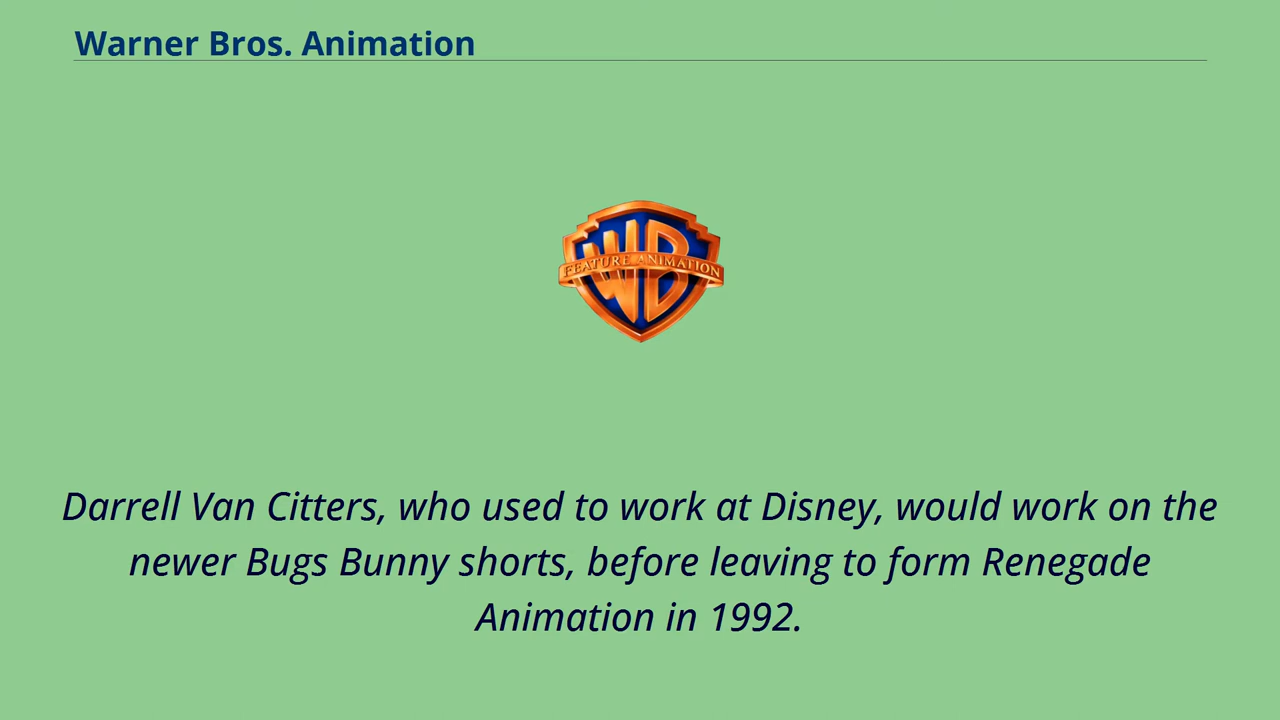 Warner Bros. Animation
WB
FEATURE ANIMATION
Darrell Van Citters, who used to work at Disney, would work on the
newer Bugs Bunny shorts, before leaving to form Renegade
Animation in 1992.